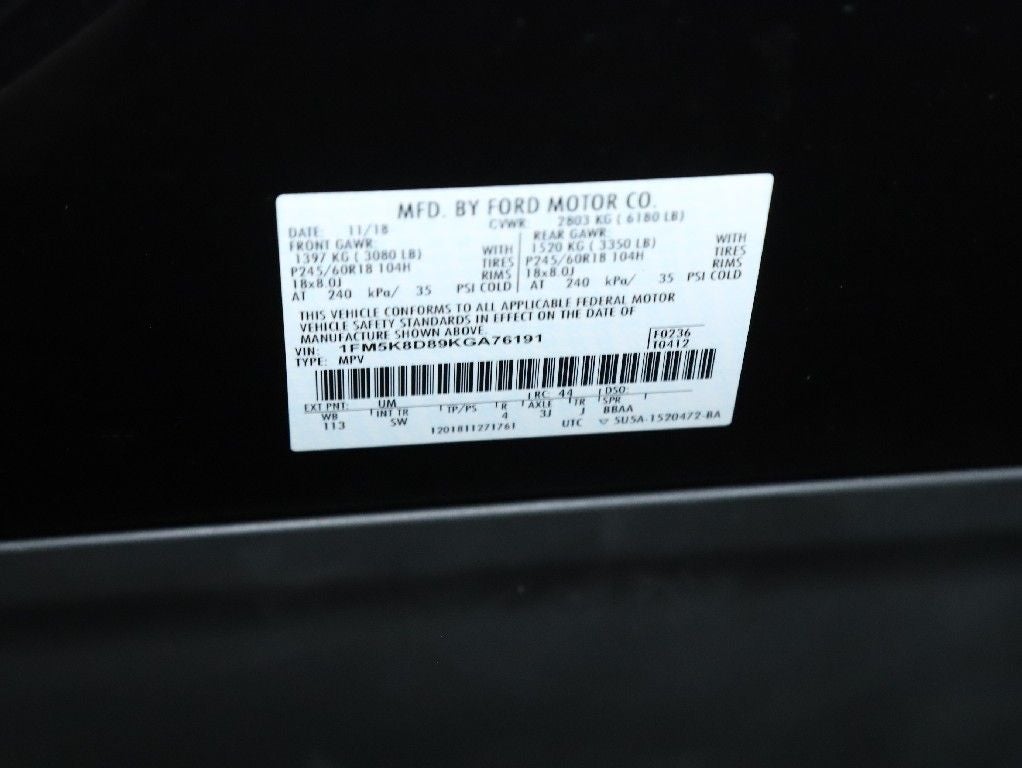 MFD. BY FORD MOTOR CO.
DATE: 11/18 GVWR: 2803 KG ( 6180 LB)
FRONT GAWR: REAR GAWR:
1397 KG ( 3080 LB) WITH 1520 KG ( 3350 LB) WITH
P245/60R18 104H TIRES P245/60R18 104H TIRES
18x8.0J RIMS 18x8.0J RIMS
AT 240 kPa/ 35 PSI COLD AT 240 kPa/ 35 PSI COLD
THIS VEHICLE CONFORMS TO ALL APPLICABLE FEDERAL MOTOR
VEHICLE SAFETY STANDARDS IN EFFECT ON THE DATE OF
MANUFACTURE SHOWN ABOVE.
VIN: 1FM5K8D89KGA76191 F0236
TYPE: MPV T0412
EXT PNT: UM RC: 44 DSO:
WB INT TR TP/PS R AXLE TR SPR
113 SW 4 3J J BBAA
1201811271761 UTC ▽ 5U5A-1520472-BA